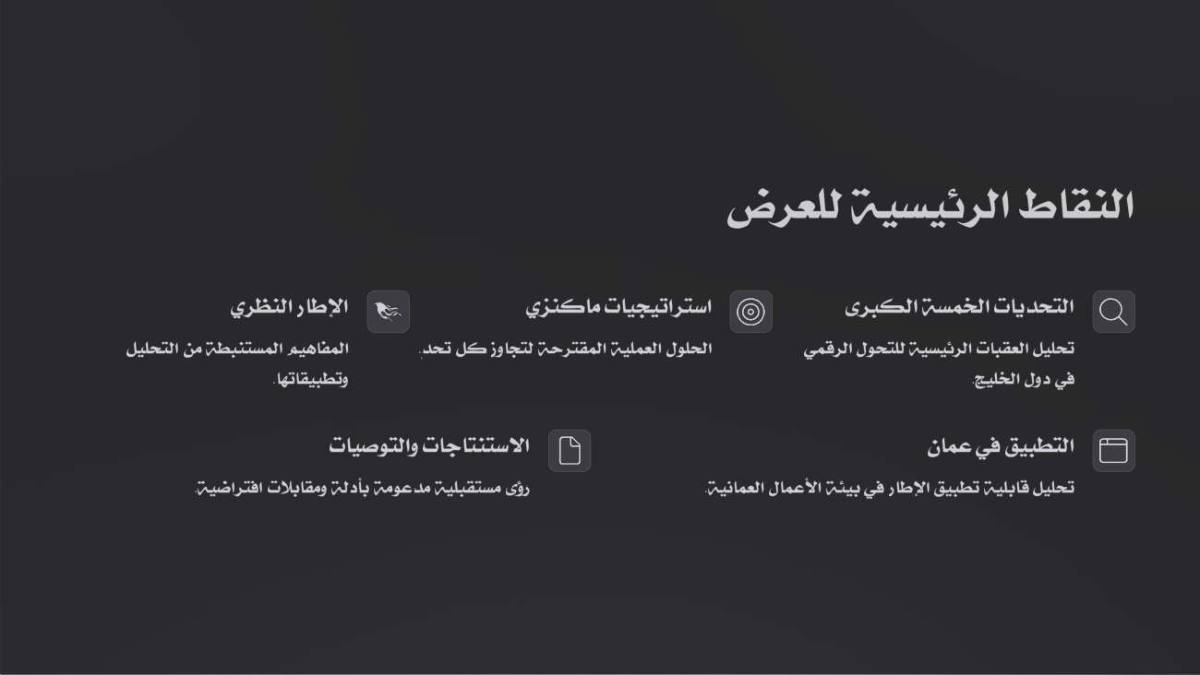 النقاط الرئيسية للعرض
التحديات الخمسة الكبرى
تحليل العقبات الرئيسية للتحول الرقمي
في دول الخليج.
استراتيجيات ماكنزي
الحلول العملية المقترحة لتجاوز كل تحد.
الإطار النظري
المفاهيم المستنبطة من التحليل
وتطبيقاتها.
التطبيق في عمان
تحليل قابلية تطبيق الإطار في بيئة الأعمال العمانية.
الاستنتاجات والتوصيات
رؤى مستقبلية مدعومة بأدلة ومقابلات افتراضية.